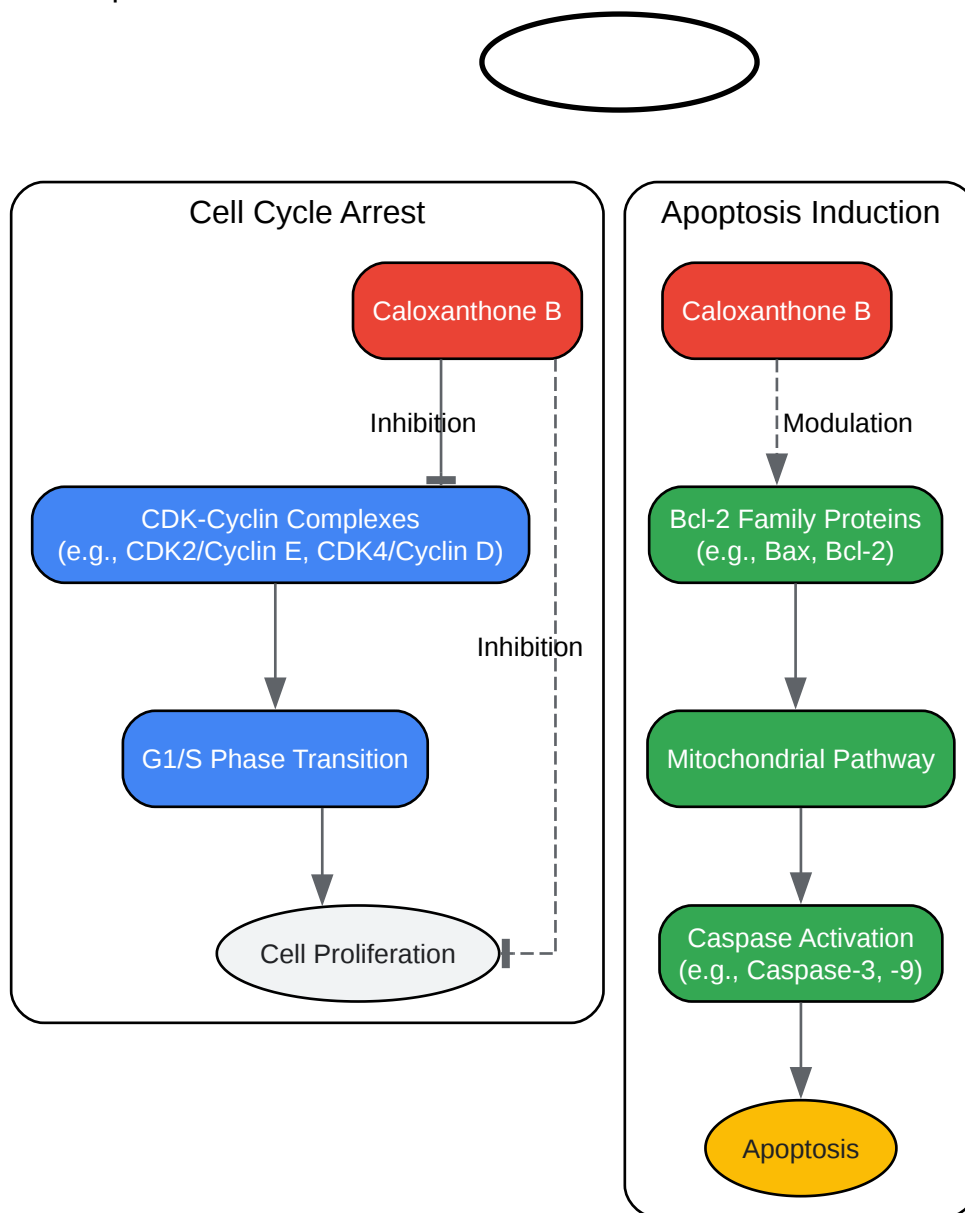 Cell Cycle Arrest
Caloxanthone B
Inhibition
CDK-Cyclin Complexes
(e.g., CDK2/Cyclin E, CDK4/Cyclin D)
Inhibition
G1/S Phase Transition
Cell Proliferation
Apoptosis Induction
Caloxanthone B
Modulation
Bcl-2 Family Proteins
(e.g., Bax, Bcl-2)
Mitochondrial Pathway
Caspase Activation
(e.g., Caspase-3, -9)
Apoptosis